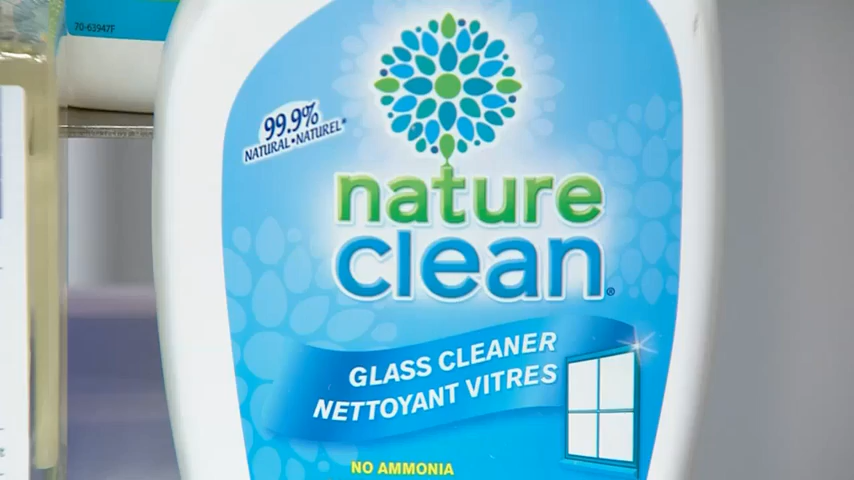 70-63947F
99.9%
NATURAL•NATUREL*
nature
clean®
GLASS CLEANER
NETTOYANT VITRES
NO AMMONIA